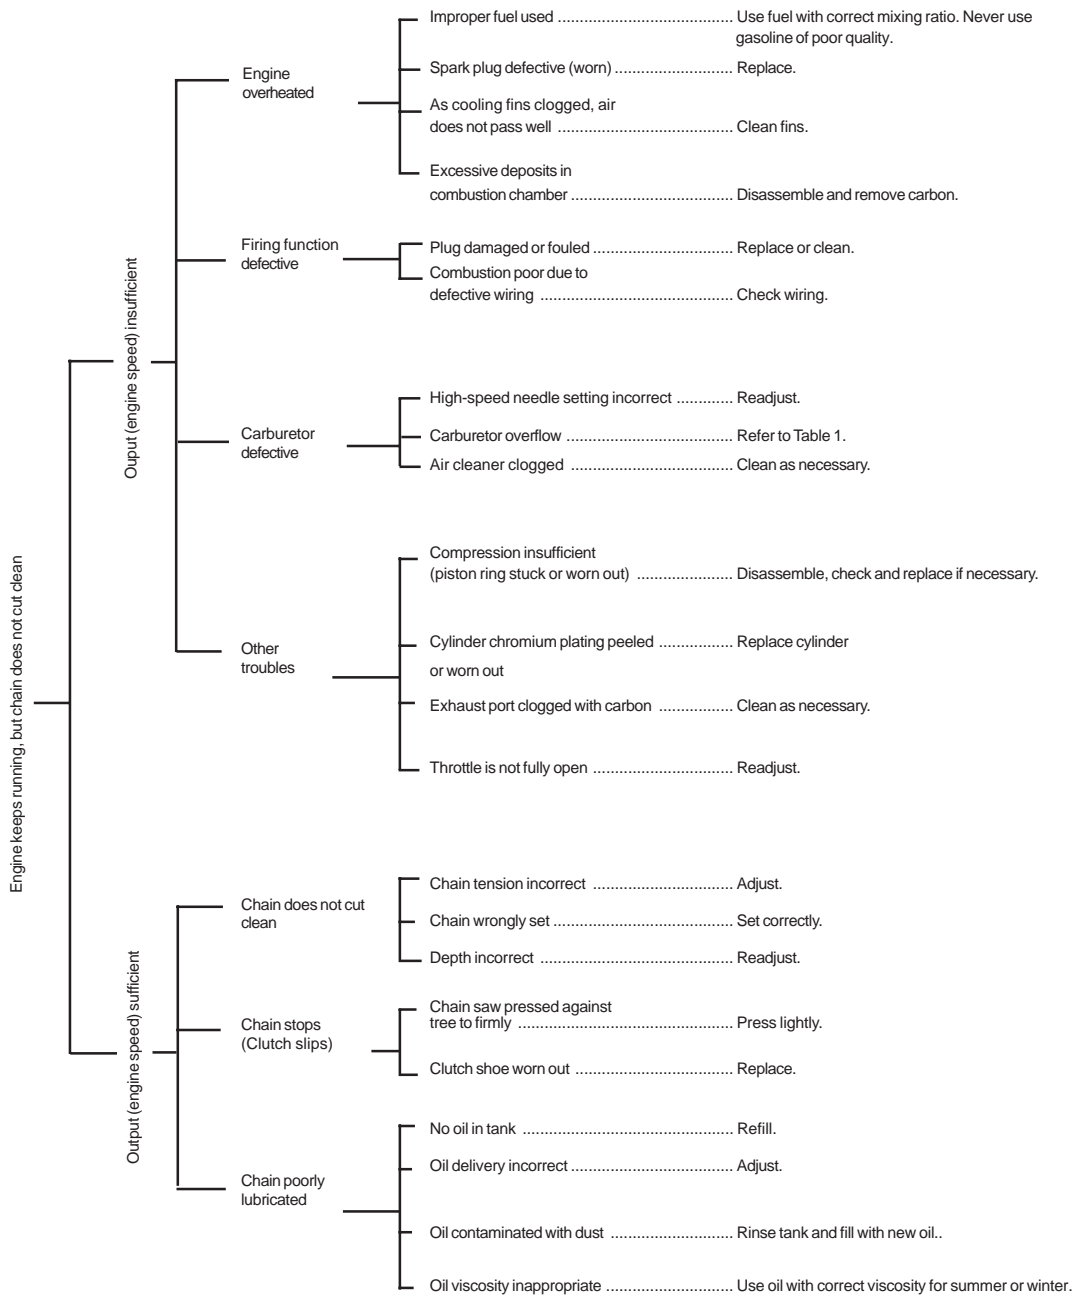 Engine keeps running, but chain does not cut clean
Ouput (engine speed) insufficient
Engine
overheated
Improper fuel used ..................................... Use fuel with correct mixing ratio. Never use
gasoline of poor quality.
Spark plug defective (worn) ......................... Replace.
As cooling fins clogged, air
does not pass well ..................................... Clean fins.
Excessive deposits in
combustion chamber .................................. Disassemble and remove carbon.
Firing function
defective
Plug damaged or fouled .............................. Replace or clean.
Combustion poor due to
defective wiring ......................................... Check wiring.
Carburetor
defective
High-speed needle setting incorrect ............ Readjust.
Carburetor overflow ................................... Refer to Table 1.
Air cleaner clogged .................................. Clean as necessary.
Other
troubles
Compression insufficient
(piston ring stuck or worn out) .................... Disassemble, check and replace if necessary.
Cylinder chromium plating peeled ................ Replace cylinder
or worn out
Exhaust port clogged with carbon ................ Clean as necessary.
Throttle is not fully open .............................. Readjust.
Output (engine speed) sufficient
Chain does not cut
clean
Chain tension incorrect .............................. Adjust.
Chain wrongly set ...................................... Set correctly.
Depth incorrect ......................................... Readjust.
Chain stops
(Clutch slips)
Chain saw pressed against
tree to firmly .............................................. Press lightly.
Clutch shoe worn out .................................. Replace.
Chain poorly
lubricated
No oil in tank ............................................. Refill.
Oil delivery incorrect ................................... Adjust.
Oil contaminated with dust .......................... Rinse tank and fill with new oil..
Oil viscosity inappropriate ........................... Use oil with correct viscosity for summer or winter.